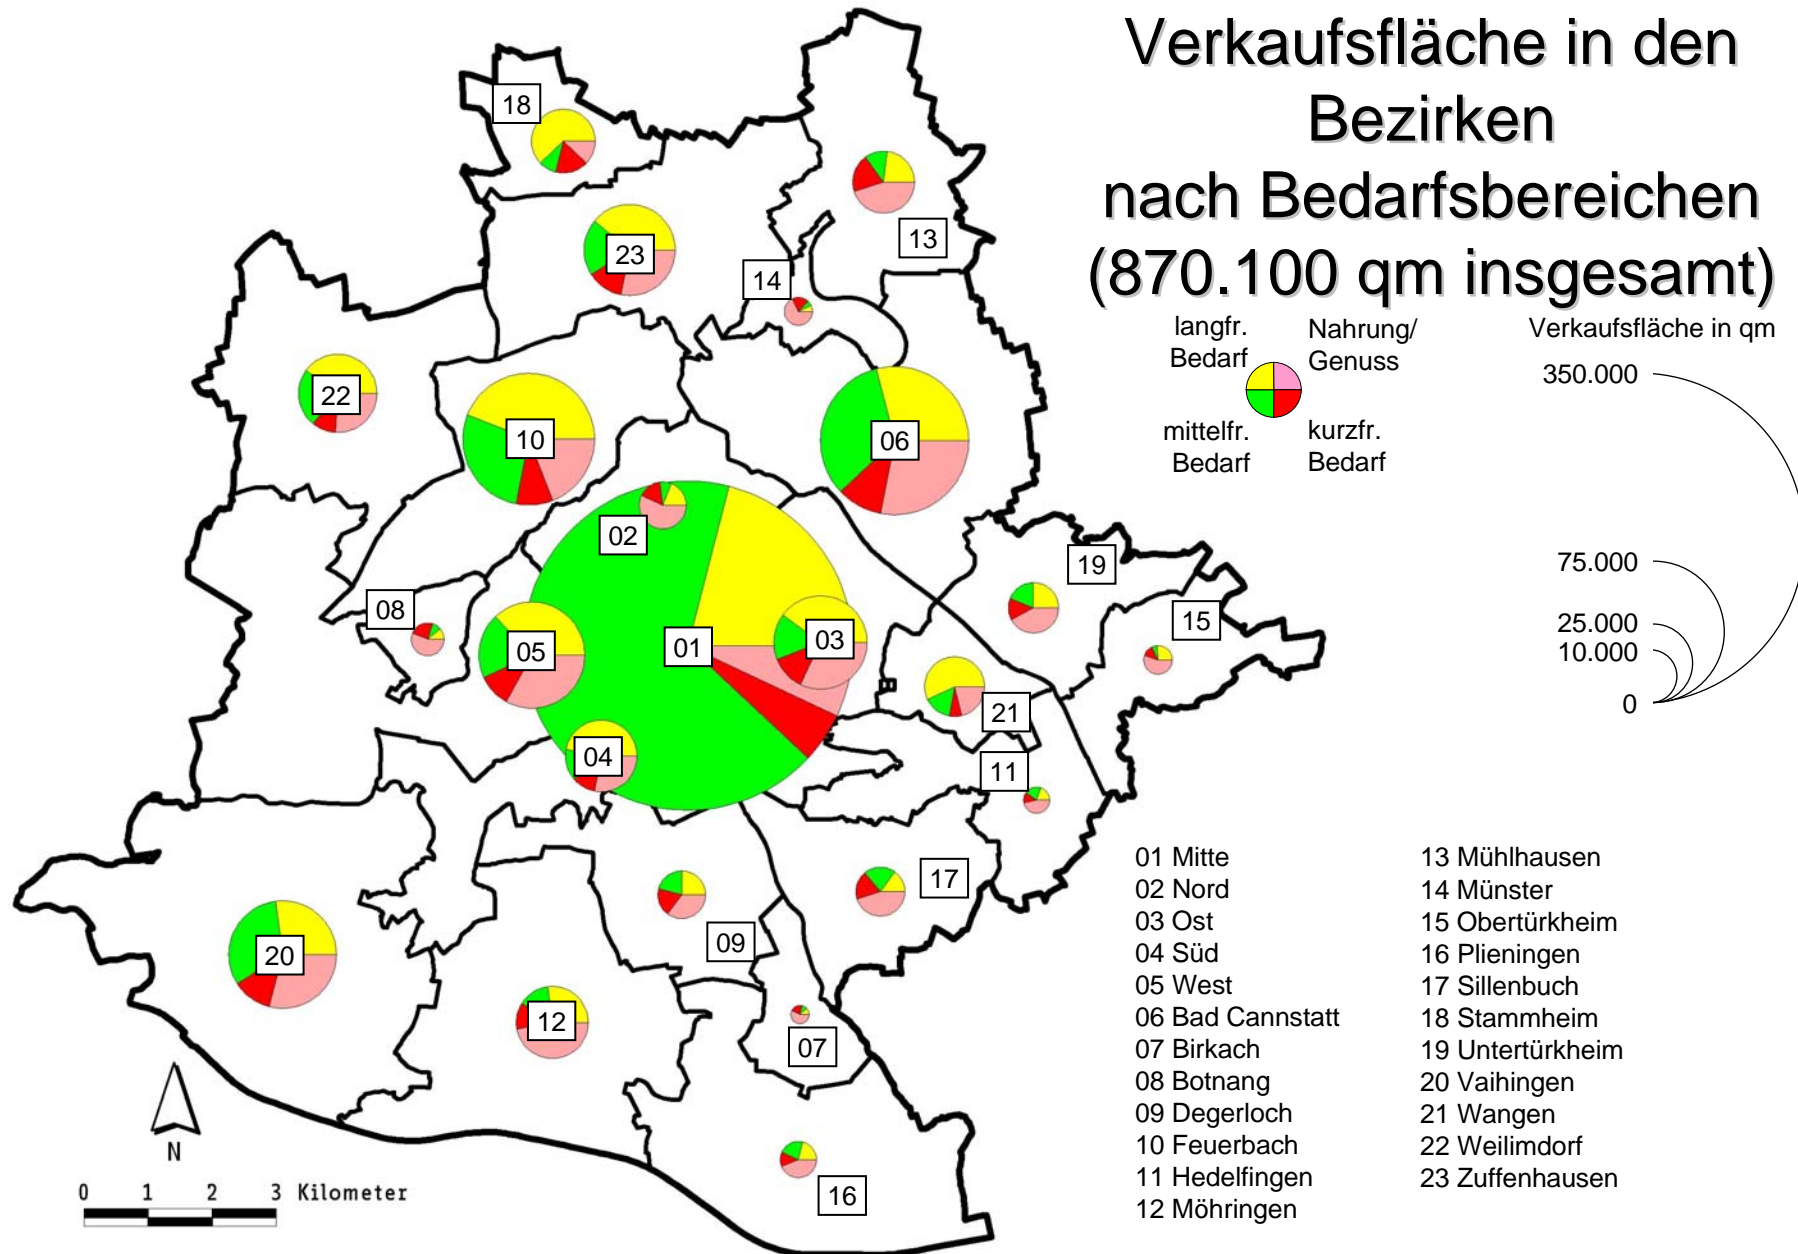 Verkaufsfläche in den
Bezirken
nach Bedarfsbereichen
(870.100 qm insgesamt)
langfr.
Bedarf
Nahrung/
Genuss
mittelfr.
Bedarf
kurzfr.
Bedarf
Verkaufsfläche in qm
350.000
75.000
25.000
10.000
0
18
13
23
14
22
10
06
02
19
08
15
05
01
03
21
04
11
17
09
20
12
07
16
N
0 1 2 3 Kilometer
01 Mitte
02 Nord
03 Ost
04 Süd
05 West
06 Bad Cannstatt
07 Birkach
08 Botnang
09 Degerloch
10 Feuerbach
11 Hedelfingen
12 Möhringen
13 Mühlhausen
14 Münster
15 Obertürkheim
16 Plieningen
17 Sillenbuch
18 Stammheim
19 Untertürkheim
20 Vaihingen
21 Wangen
22 Weilimdorf
23 Zuffenhausen